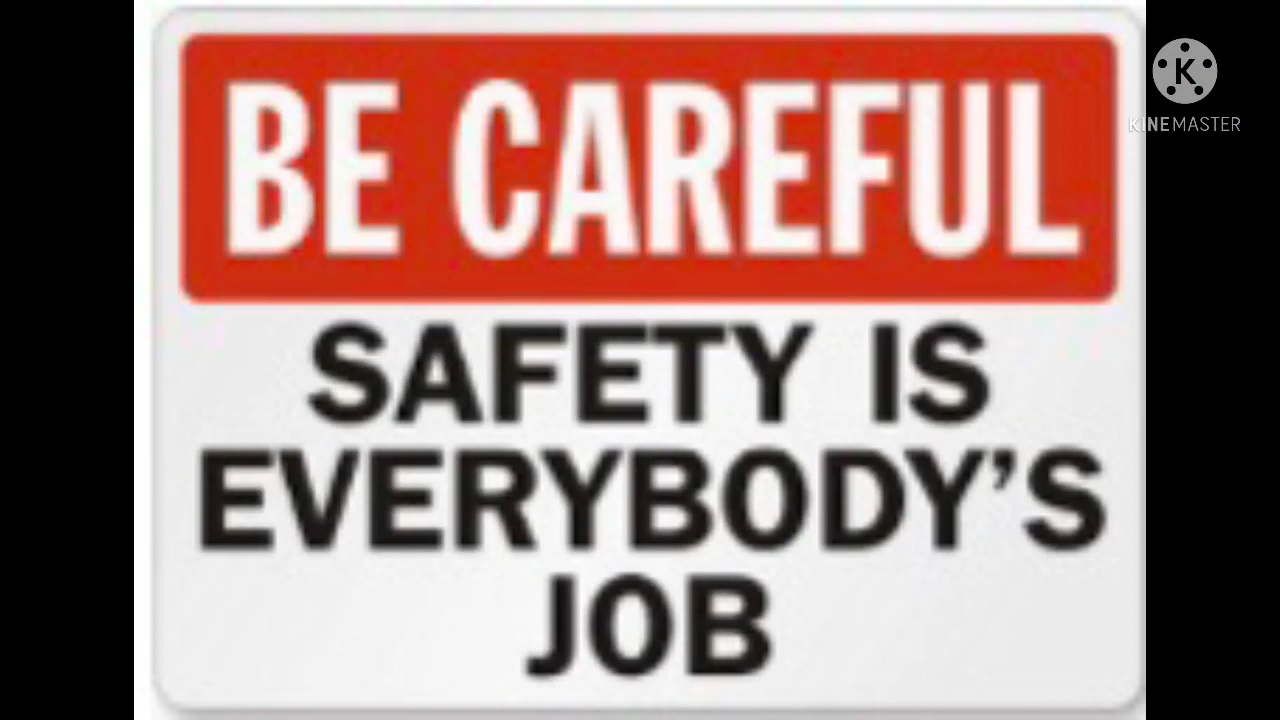 BE CAREFUL
SAFETY IS
EVERYBODY'S
JOB
K
KINEMASTER